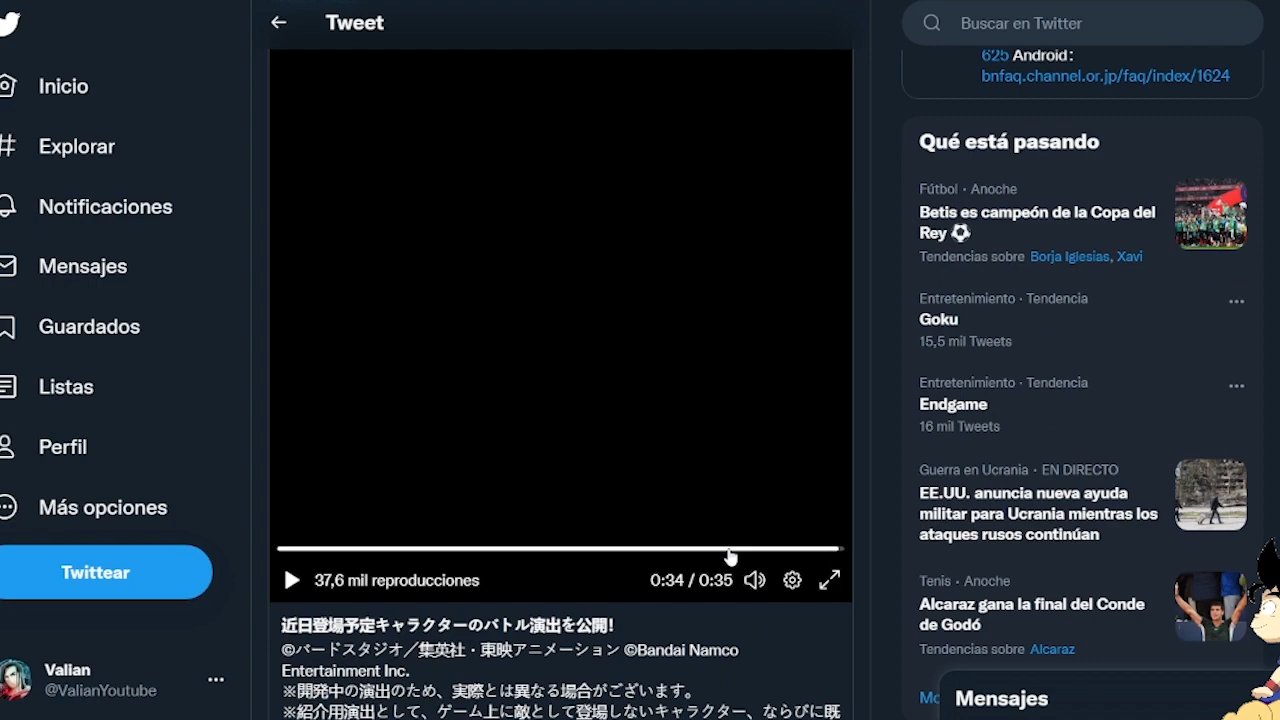 Tweet
Inicio
Explorar
Notificaciones
Mensajes
Guardados
Listas
Perfil
Más opciones
Twittear
Valian
@ValianYoutube
37,6 mil reproducciones
0:34 / 0:35
近日登場予定キャラクターのバトル演出を公開!
©バードスタジオ／集英社・東映アニメーション ©Bandai Namco
Entertainment Inc.
※開発中の演出のため、実際とは異なる場合がございます。
※紹介用演出として、ゲーム上に敵として登場しないキャラクター、ならびに既
Buscar en Twitter
625 Android：
bnfaq.channel.or.jp/faq/index/1624
Qué está pasando
Fútbol · Anoche
Betis es campeón de la Copa del
Rey ⚽
Tendencias sobre Borja Iglesias, Xavi
Entretenimiento · Tendencia
Goku
15,5 mil Tweets
Entretenimiento · Tendencia
Endgame
16 mil Tweets
Guerra en Ucrania · EN DIRECTO
EE.UU. anuncia nueva ayuda
militar para Ucrania mientras los
ataques rusos continúan
Tenis · Anoche
Alcaraz gana la final del Conde
de Godó
Tendencias sobre Alcaraz
Mo
Mensajes